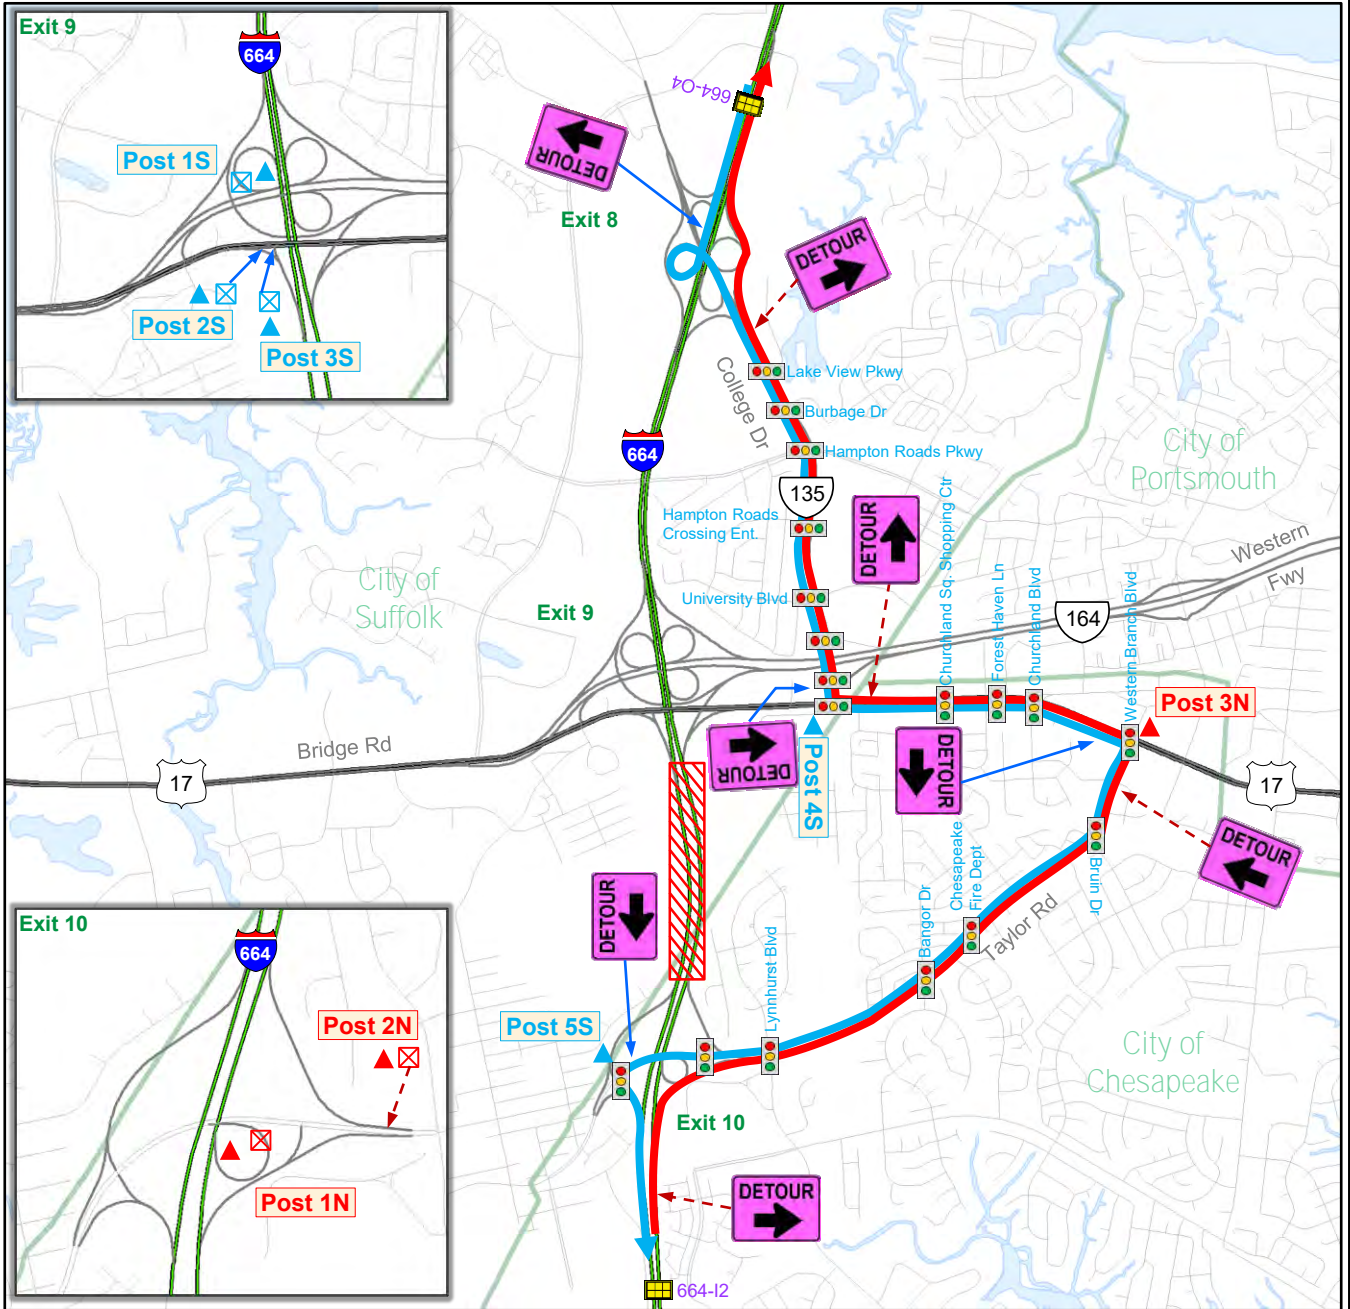 Exit 9
664
Post 1S
Post 2S
Post 3S
664-O4
DETOUR
Exit 8
DETOUR
Lake View Pkwy
Burbage Dr
Hampton Roads Pkwy
College Dr
664
135
City of
Portsmouth
Hampton Roads
Crossing Ent.
DETOUR
Churchland Sq. Shopping Ctr
Forest Haven Ln
Churchland Blvd
Western Branch Blvd
Western
Fwy
City of
Suffolk
University Blvd
Exit 9
164
Post 3N
Bridge Rd
17
DETOUR
Post 4S
DETOUR
17
DETOUR
Bruin Dr
Chesapeake
Fire Dept
Bangor Dr
Taylor Rd
DETOUR
Lynnhurst Blvd
Exit 10
664
Post 2N
Post 1N
Post 5S
City of
Chesapeake
Exit 10
DETOUR
664-I2